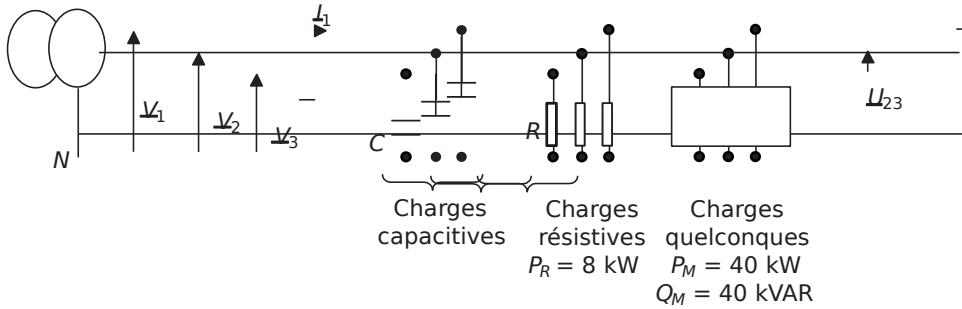 I1
V1
V2
V3
U23
N
C
R
Charges
capacitives
Charges
résistives
PR = 8 kW
Charges
quelconques
PM = 40 kW
QM = 40 kVAR